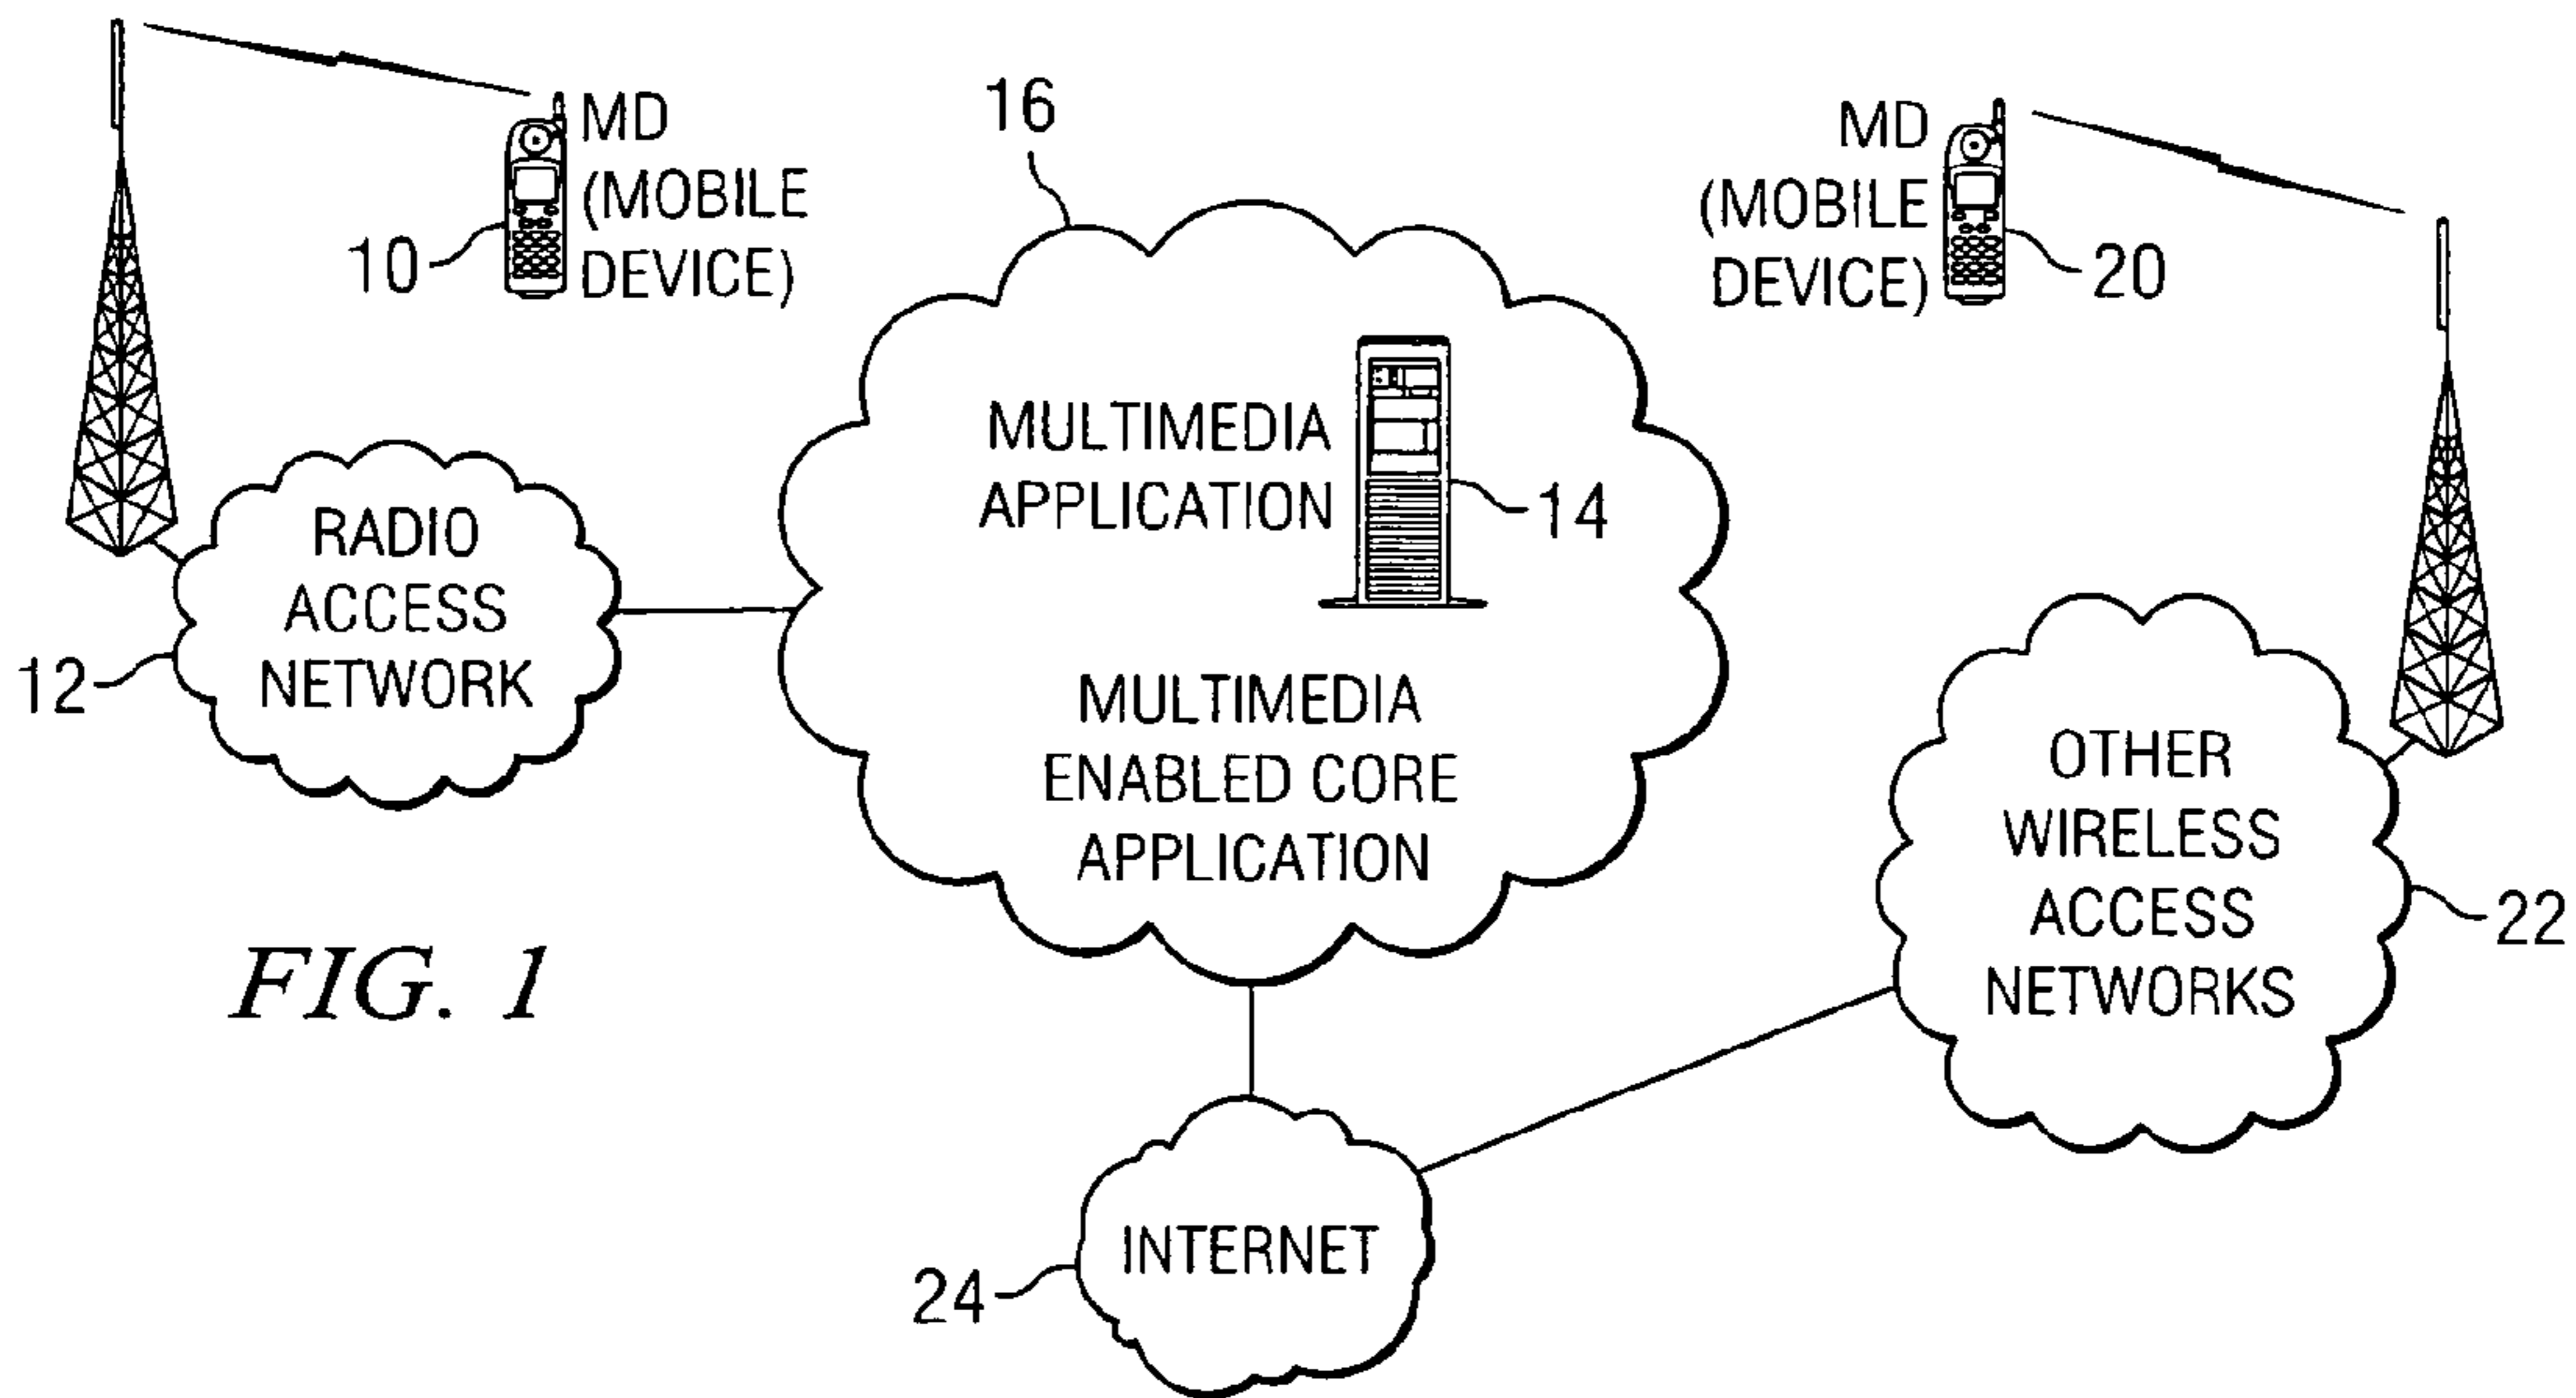 MD
(MOBILE
DEVICE)
10
16
MD
(MOBILE
DEVICE)
20
MULTIMEDIA
APPLICATION
14
RADIO
ACCESS
NETWORK
12
MULTIMEDIA
ENABLED CORE
APPLICATION
OTHER
WIRELESS
ACCESS
NETWORKS
22
FIG. 1
INTERNET
24